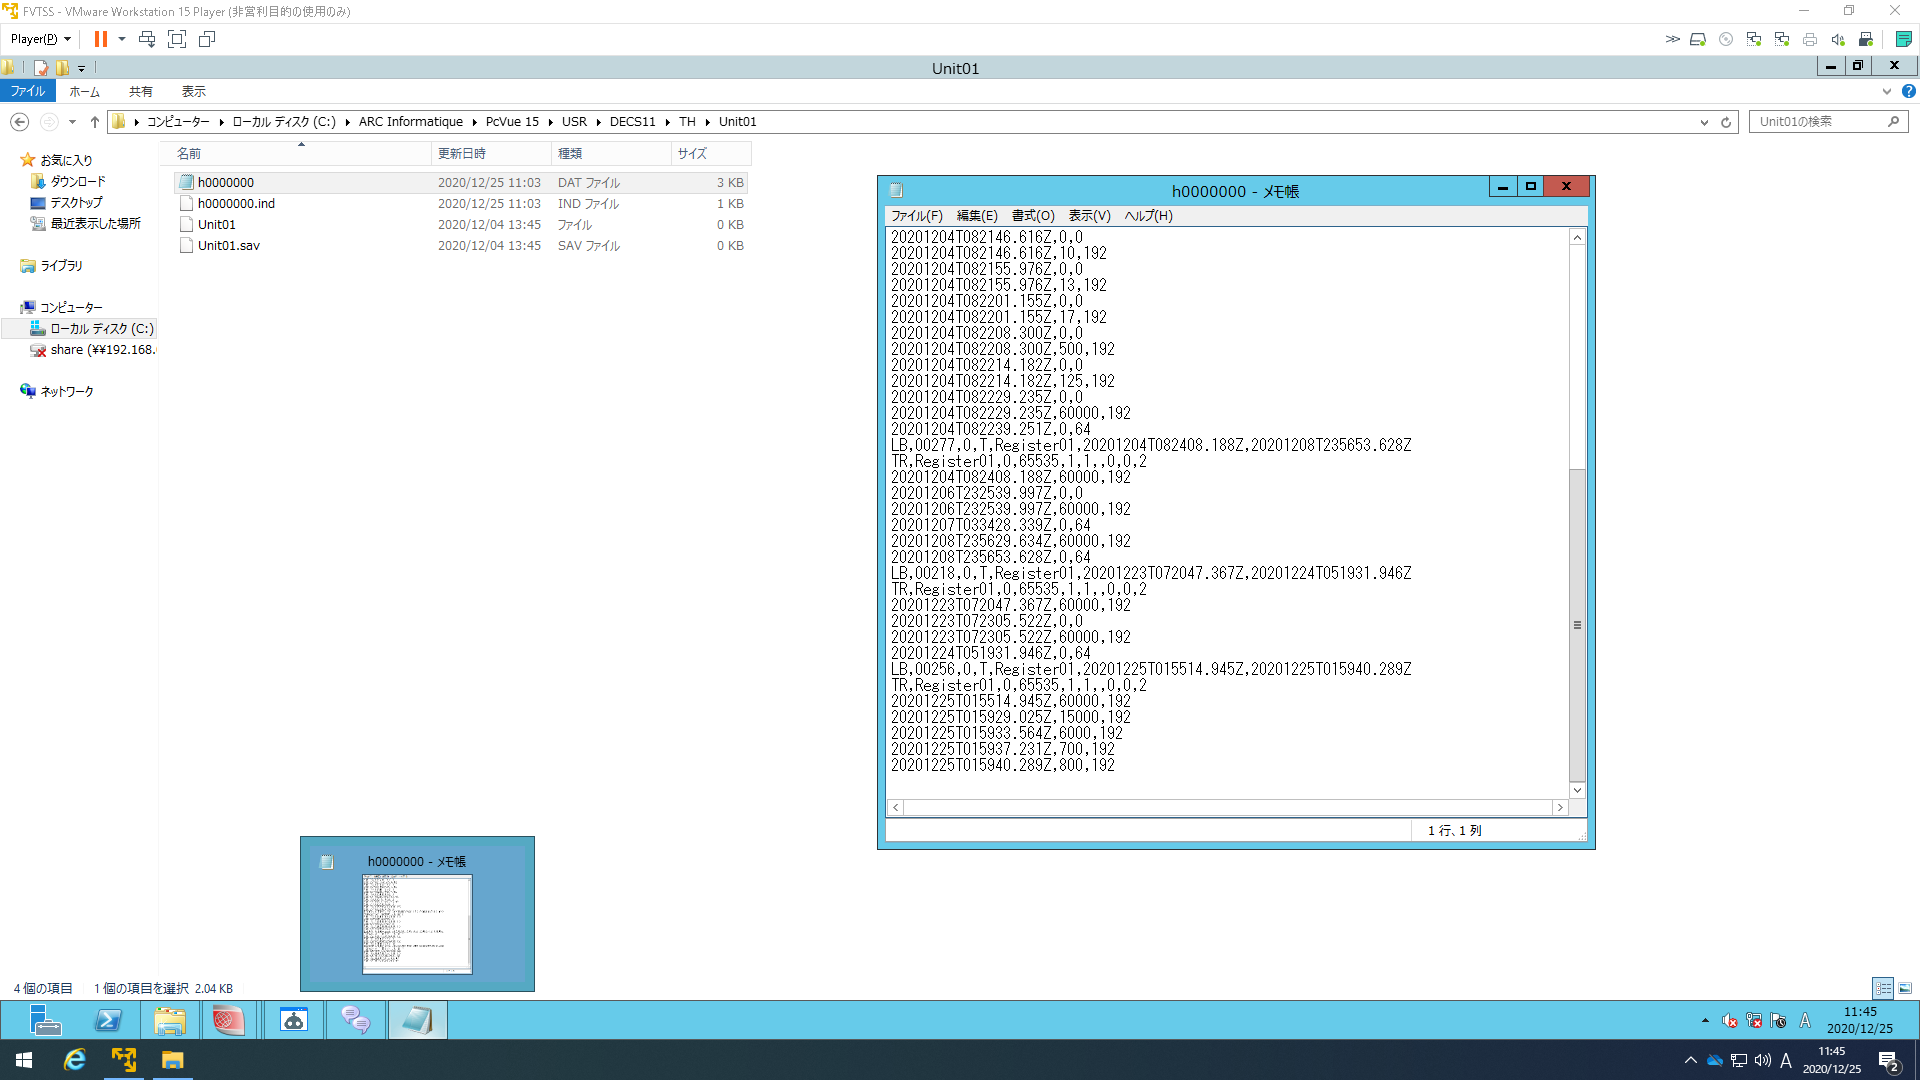 FVTSS - VMware Workstation 15 Player (非営利目的の使用のみ)
Player(P)
Unit01
ファイル ホーム 共有 表示
コンピューター ローカル ディスク (C:) ARC Informatique PcVue 15 USR DECS11 TH Unit01
Unit01の検索
名前 更新日時 種類 サイズ
h0000000 2020/12/25 11:03 DAT ファイル 3 KB
h0000000.ind 2020/12/25 11:03 IND ファイル 1 KB
Unit01 2020/12/04 13:45 ファイル 0 KB
Unit01.sav 2020/12/04 13:45 SAV ファイル 0 KB
お気に入り
ダウンロード
デスクトップ
最近表示した場所
ライブラリ
コンピューター
ローカル ディスク (C:)
share (¥¥192.168.
ネットワーク
h0000000 - メモ帳
ファイル(F) 編集(E) 書式(O) 表示(V) ヘルプ(H)
20201204T082146.616Z,0,0
20201204T082146.616Z,10,192
20201204T082155.976Z,0,0
20201204T082155.976Z,13,192
20201204T082201.155Z,0,0
20201204T082201.155Z,17,192
20201204T082208.300Z,0,0
20201204T082208.300Z,500,192
20201204T082214.182Z,0,0
20201204T082214.182Z,125,192
20201204T082229.235Z,0,0
20201204T082229.235Z,60000,192
20201204T082239.251Z,0,64
LB,00277,0,T,Register01,20201204T082408.188Z,20201208T235653.628Z
TR,Register01,0,65535,1,1,,0,0,2
20201204T082408.188Z,60000,192
20201206T232539.997Z,0,0
20201206T232539.997Z,60000,192
20201207T033428.339Z,0,64
20201208T235629.634Z,60000,192
20201208T235653.628Z,0,64
LB,00218,0,T,Register01,20201223T072047.367Z,20201224T051931.946Z
TR,Register01,0,65535,1,1,,0,0,2
20201223T072047.367Z,60000,192
20201223T072305.522Z,0,0
20201223T072305.522Z,60000,192
20201224T051931.946Z,0,64
LB,00256,0,T,Register01,20201225T015514.945Z,20201225T015940.289Z
TR,Register01,0,65535,1,1,,0,0,2
20201225T015514.945Z,60000,192
20201225T015929.025Z,15000,192
20201225T015933.564Z,6000,192
20201225T015937.231Z,700,192
20201225T015940.289Z,800,192
1 行、1 列
h0000000 - メモ帳
4 個の項目 1 個の項目を選択 2.04 KB
A 11:45
2020/12/25
A 11:45
2020/12/25
2